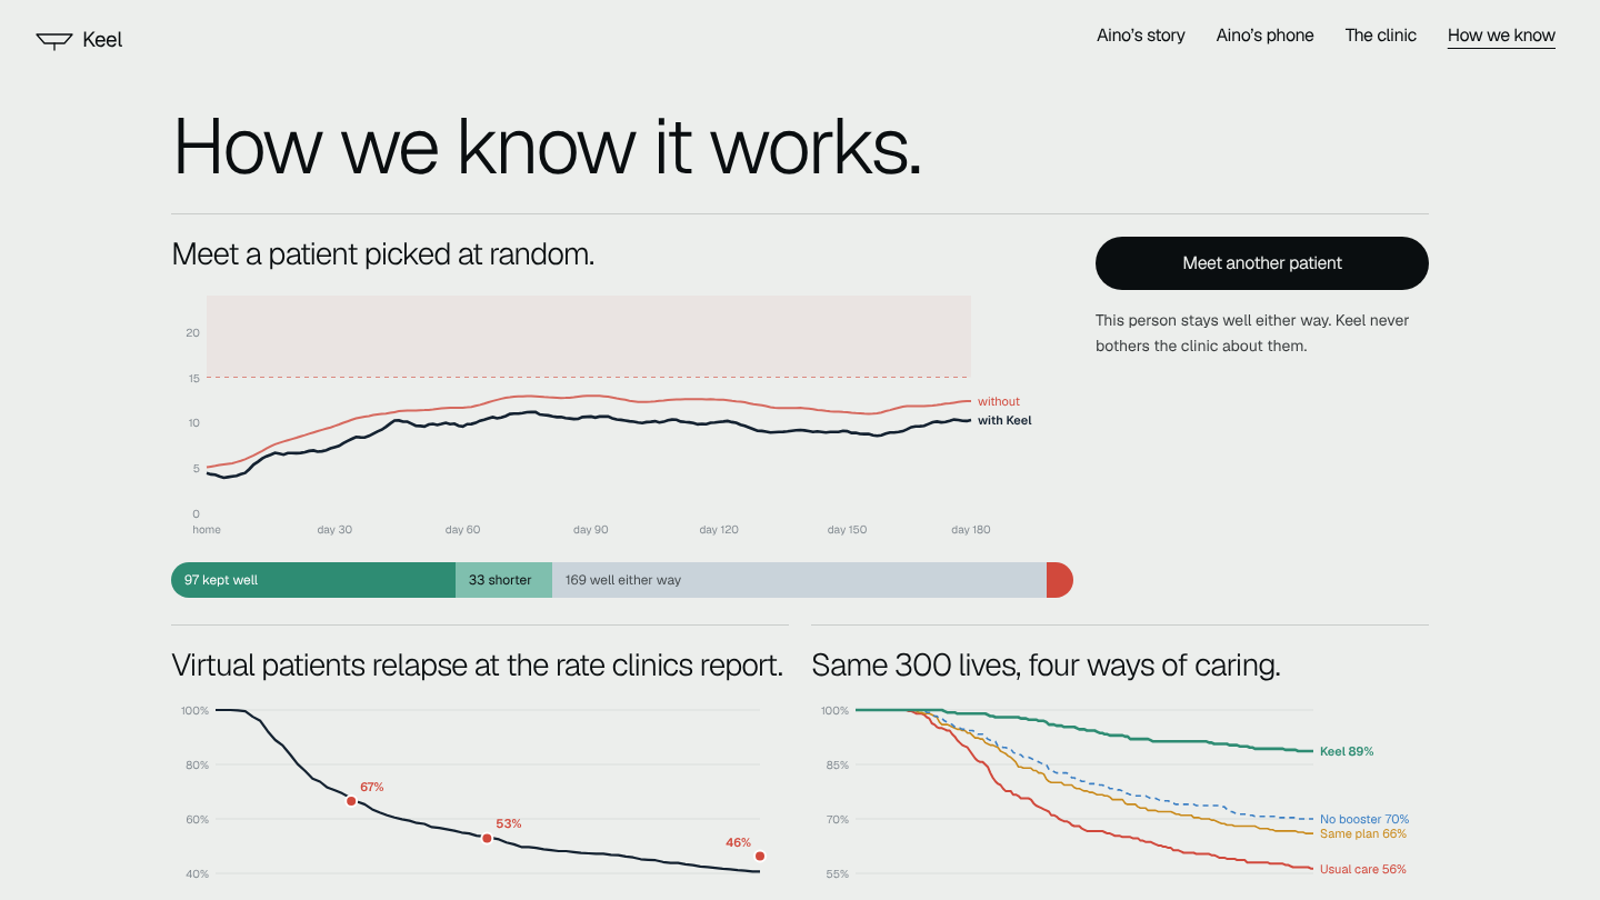 Keel
Aino’s story
Aino’s phone
The clinic
How we know
How we know it works.
Meet a patient picked at random.
Meet another patient
This person stays well either way. Keel never
bothers the clinic about them.
20
15
10
5
0
without
with Keel
home
day 30
day 60
day 90
day 120
day 150
day 180
97 kept well
33 shorter
169 well either way
Virtual patients relapse at the rate clinics report.
100%
80%
60%
40%
67%
53%
46%
Same 300 lives, four ways of caring.
100%
85%
70%
55%
Keel 89%
No booster 70%
Same plan 66%
Usual care 56%